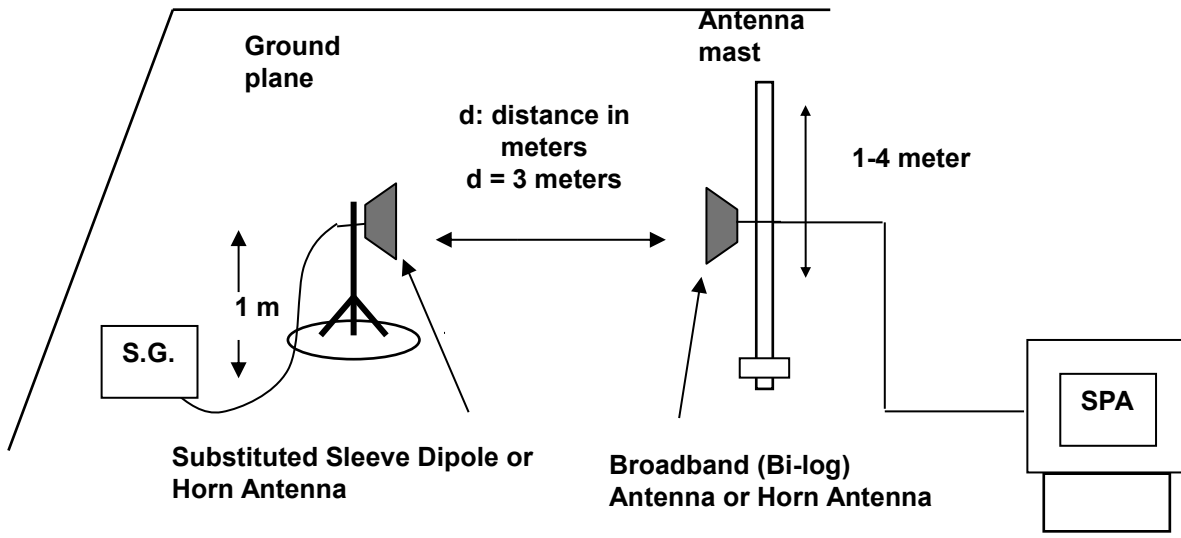 Ground
plane
Antenna
mast
d: distance in
meters
d = 3 meters
1-4 meter
1 m
S.G.
SPA
Substituted Sleeve Dipole or
Horn Antenna
Broadband (Bi-log)
Antenna or Horn Antenna